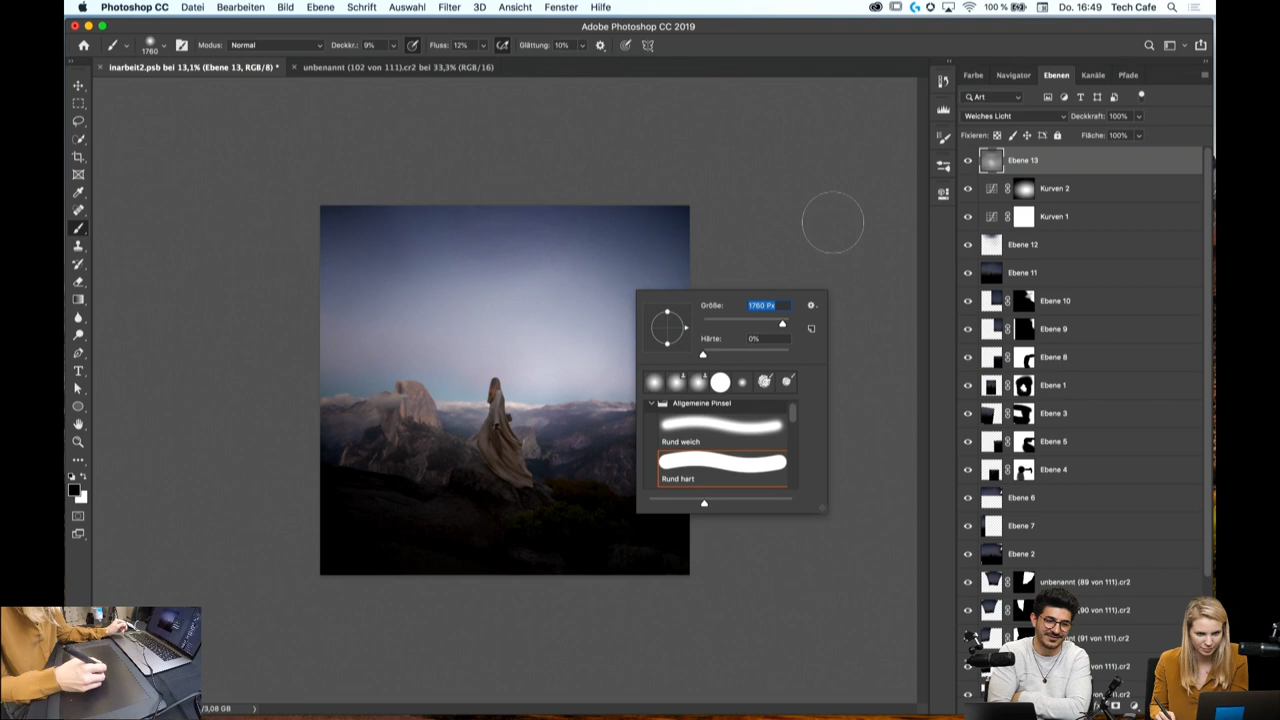 Photoshop CC Datei Bearbeiten Bild Ebene Schrift Auswahl Filter 3D Ansicht Fenster Hilfe 100 % Do. 16:49 Tech Cafe
Adobe Photoshop CC 2019
1760 Modus: Normal Deckkr.: 9% Fluss: 12% Glättung: 10%
inarbeit2.psb bei 13,1% (Ebene 13, RGB/8) * unbenannt (102 von 111).cr2 bei 33,3% (RGB/16)
Farbe Navigator Ebenen Kanäle Pfade
Art
Weiches Licht Deckkraft: 100%
Fixieren: Fläche: 100%
Ebene 13
Kurven 2
Kurven 1
Ebene 12
Ebene 11
Ebene 10
Ebene 9
Ebene 8
Ebene 1
Ebene 3
Ebene 5
Ebene 4
Ebene 6
Ebene 7
Ebene 2
unbenannt (89 von 111).cr2
(90 von 111).cr2
(91 von 111).cr2
von 111).cr2
von 111).cr2
Größe: 1760 Px
Härte: 0%
Allgemeine Pinsel
Rund weich
Rund hart
/3,08 GB